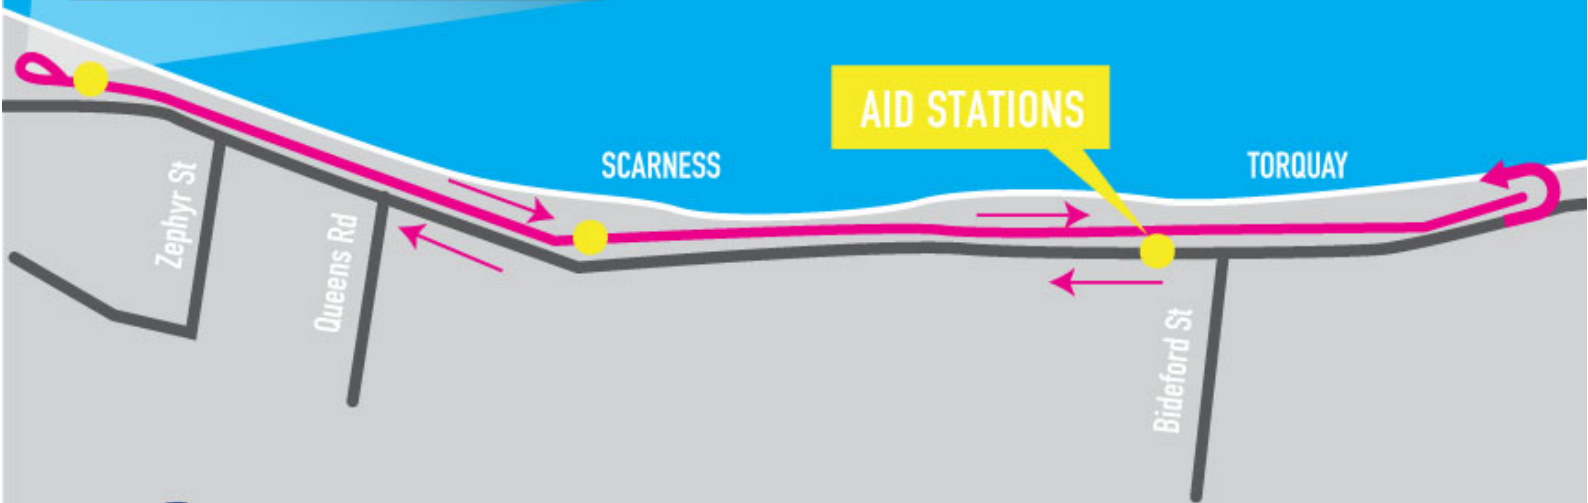 AID STATIONS
SCARNESS
TORQUAY
Zephyr St
Queens Rd
Bideford St